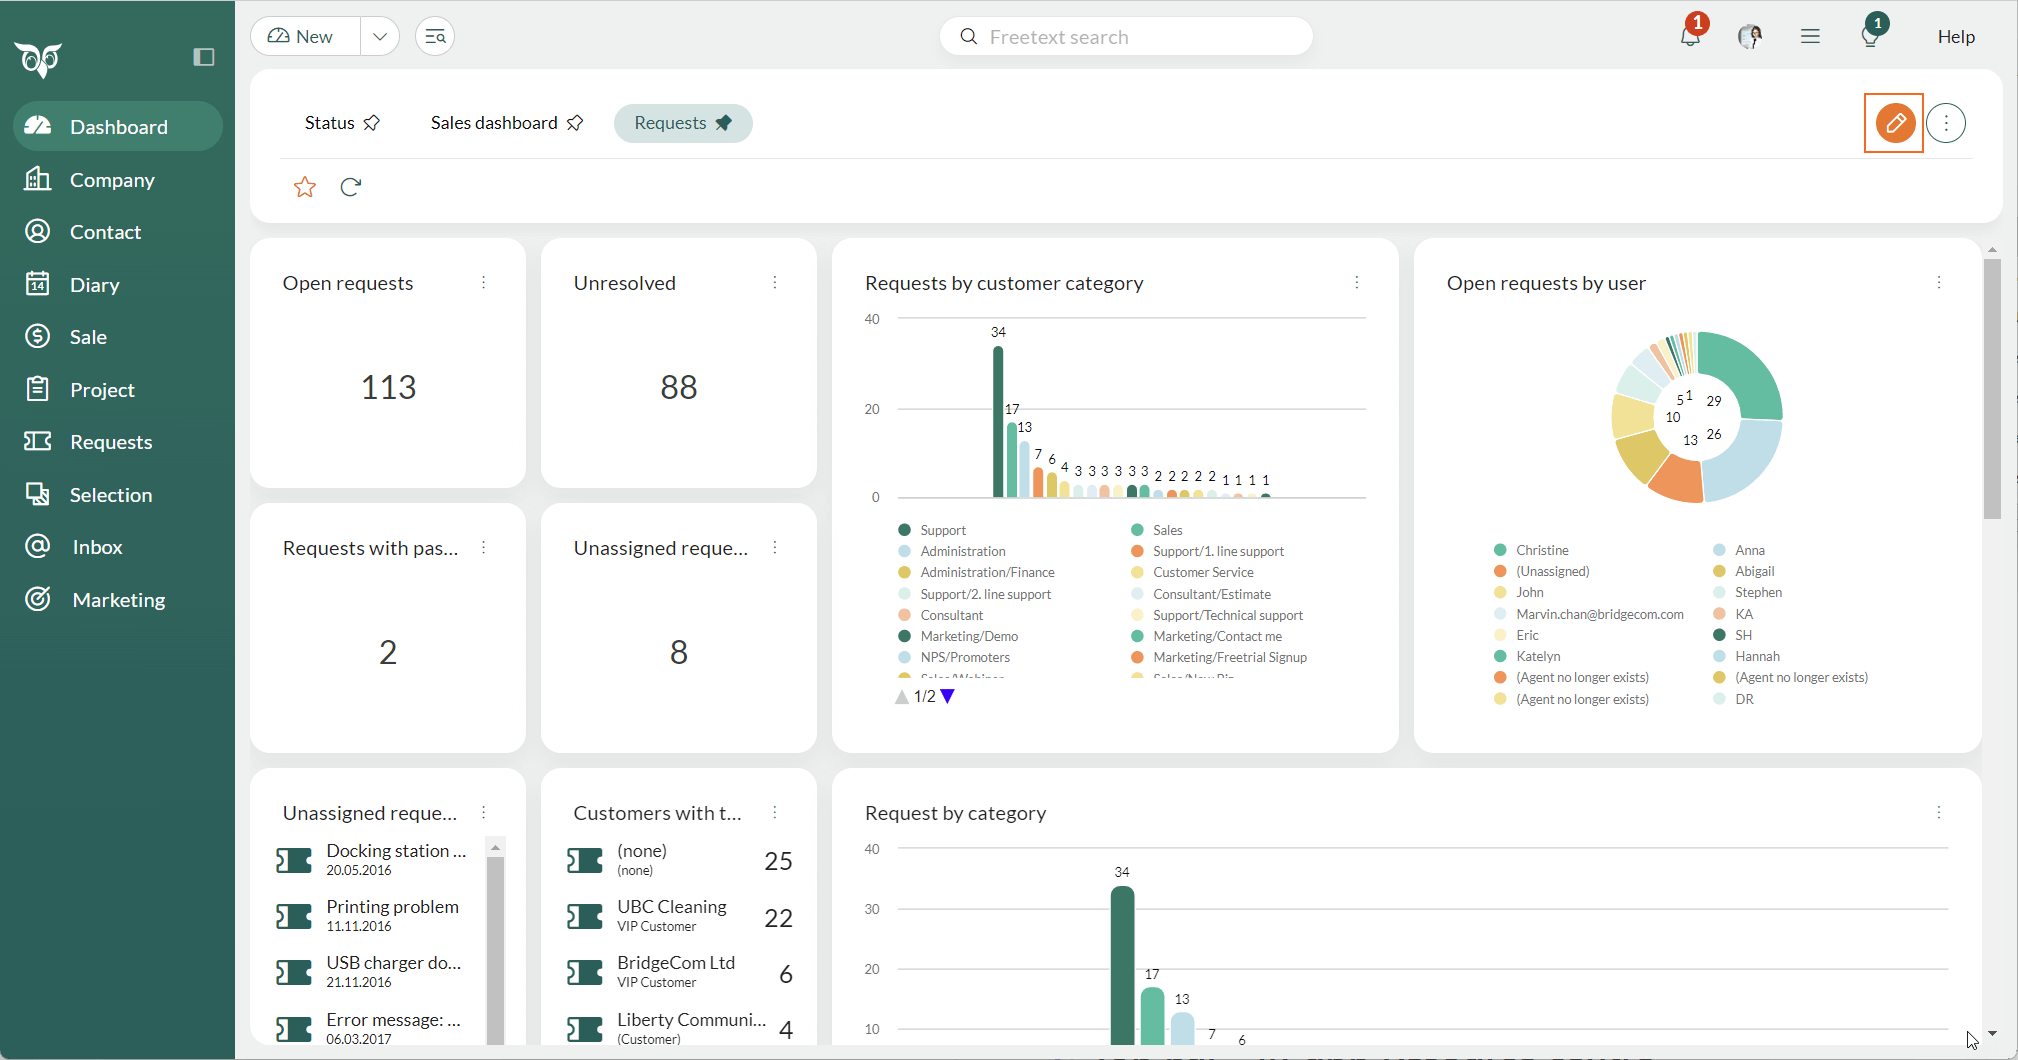 New
Freetext search
1
1
Help
Dashboard
Company
Contact
14
Diary
Sale
Project
Requests
Selection
Inbox
Marketing
Status
Sales dashboard
Requests
Open requests
113
Unresolved
88
Requests by customer category
40
20
0
34
17
13
7
6
4
3 3 3 3 3 3
2 2 2 2 2
1 1 1 1
Support
Sales
Administration
Support/1. line support
Administration/Finance
Customer Service
Support/2. line support
Consultant/Estimate
Consultant
Support/Technical support
Marketing/Demo
Marketing/Contact me
NPS/Promoters
Marketing/Freetrial Signup
1/2
Open requests by user
5 1 29
10
13 26
Christine
Anna
(Unassigned)
Abigail
John
Stephen
Marvin.chan@bridgecom.com
KA
Eric
SH
Katelyn
Hannah
(Agent no longer exists)
(Agent no longer exists)
(Agent no longer exists)
DR
Requests with pas...
2
Unassigned reque...
8
Unassigned reque...
Docking station ...
20.05.2016
Printing problem
11.11.2016
USB charger do...
21.11.2016
Error message: ...
06.03.2017
Customers with t...
(none)
(none)
25
UBC Cleaning
VIP Customer
22
BridgeCom Ltd
VIP Customer
6
Liberty Communi...
(Customer)
4
Request by category
40
30
20
10
34
17
13
7
6